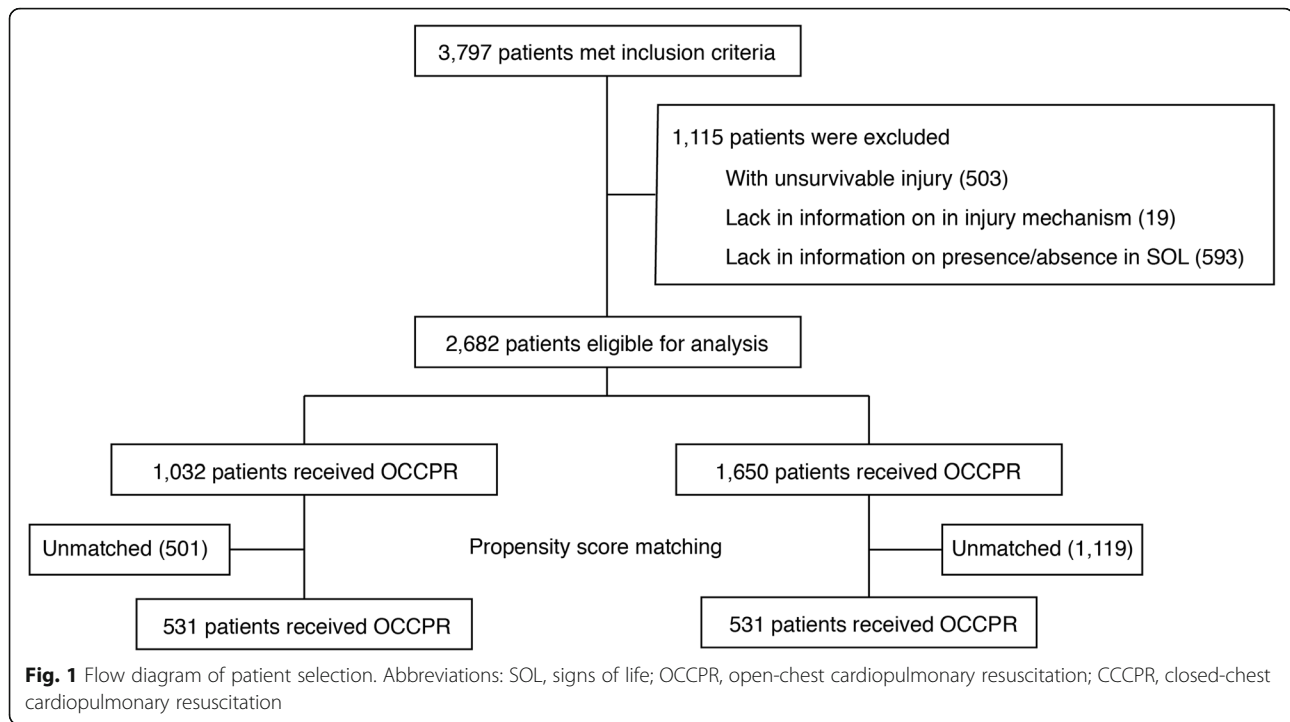 3,797 patients met inclusion criteria
1,115 patients were excluded
With unsurvivable injury (503)
Lack in information on in injury mechanism (19)
Lack in information on presence/absence in SOL (593)
2,682 patients eligible for analysis
1,032 patients received OCCPR
1,650 patients received OCCPR
Unmatched (501)
Propensity score matching
Unmatched (1,119)
531 patients received OCCPR
531 patients received OCCPR
Fig. 1 Flow diagram of patient selection. Abbreviations: SOL, signs of life; OCCPR, open-chest cardiopulmonary resuscitation; CCCPR, closed-chest
cardiopulmonary resuscitation